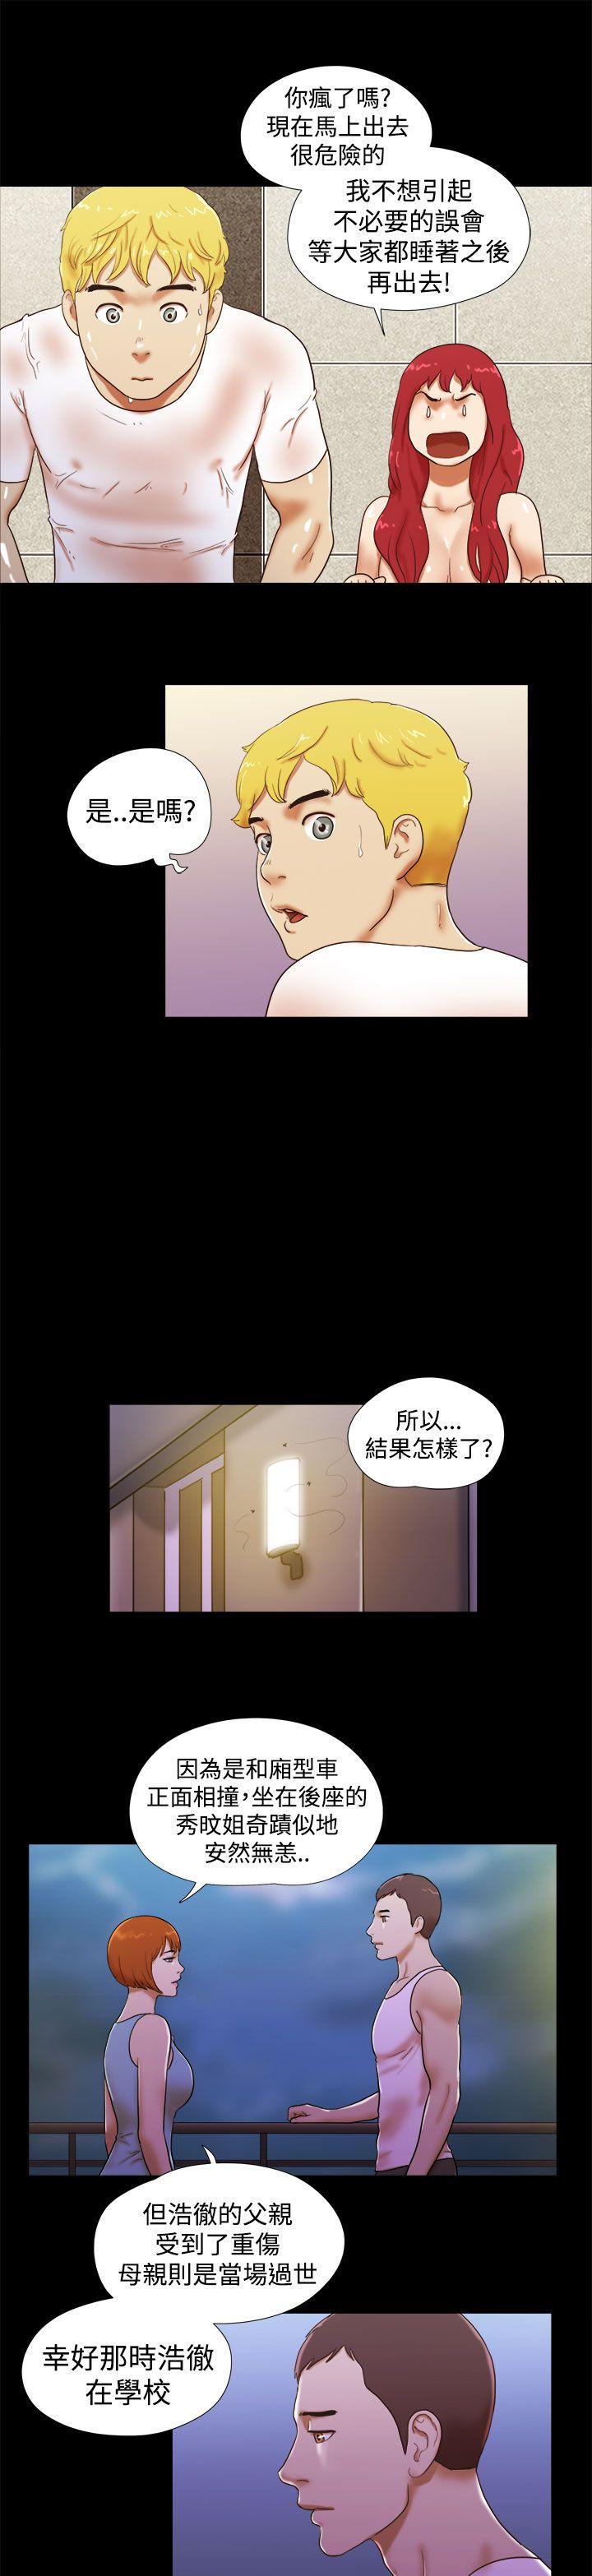 你瘋了嗎?
現在馬上出去
很危險的
我不想引起
不必要的誤會
等大家都睡著之後
再出去!
是..是嗎?
所以...
結果怎樣了?
因為是和廂型車
正面相撞,坐在後座的
秀旼姐奇蹟似地
安然無恙..
但浩徹的父親
受到了重傷
母親則是當場過世
幸好那時浩徹
在學校